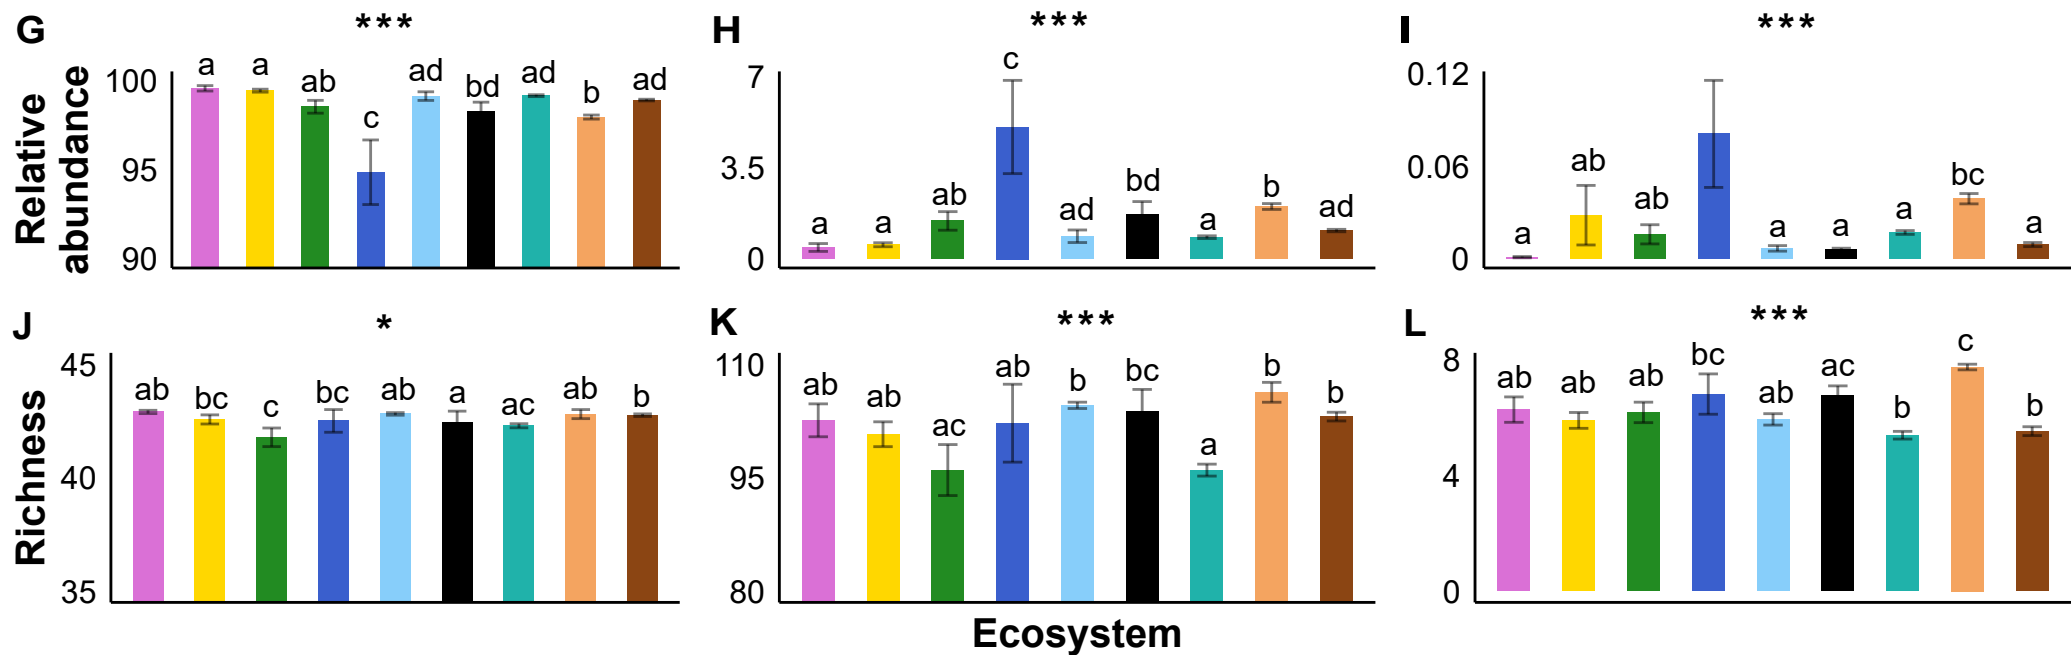 G *** H *** I ***
Relative abundance
100 95 90
a a ab c ad bd ad b ad
7 3.5 0
a a ab c ad bd a b ad
0.12 0.06 0
a ab ab a a a bc a
J * K *** L ***
Richness
45 40 35
ab bc c bc ab a ac ab b
110 95 80
ab ab ac ab b bc a b b
8 4 0
ab ab ab bc ab ac b c b
Ecosystem